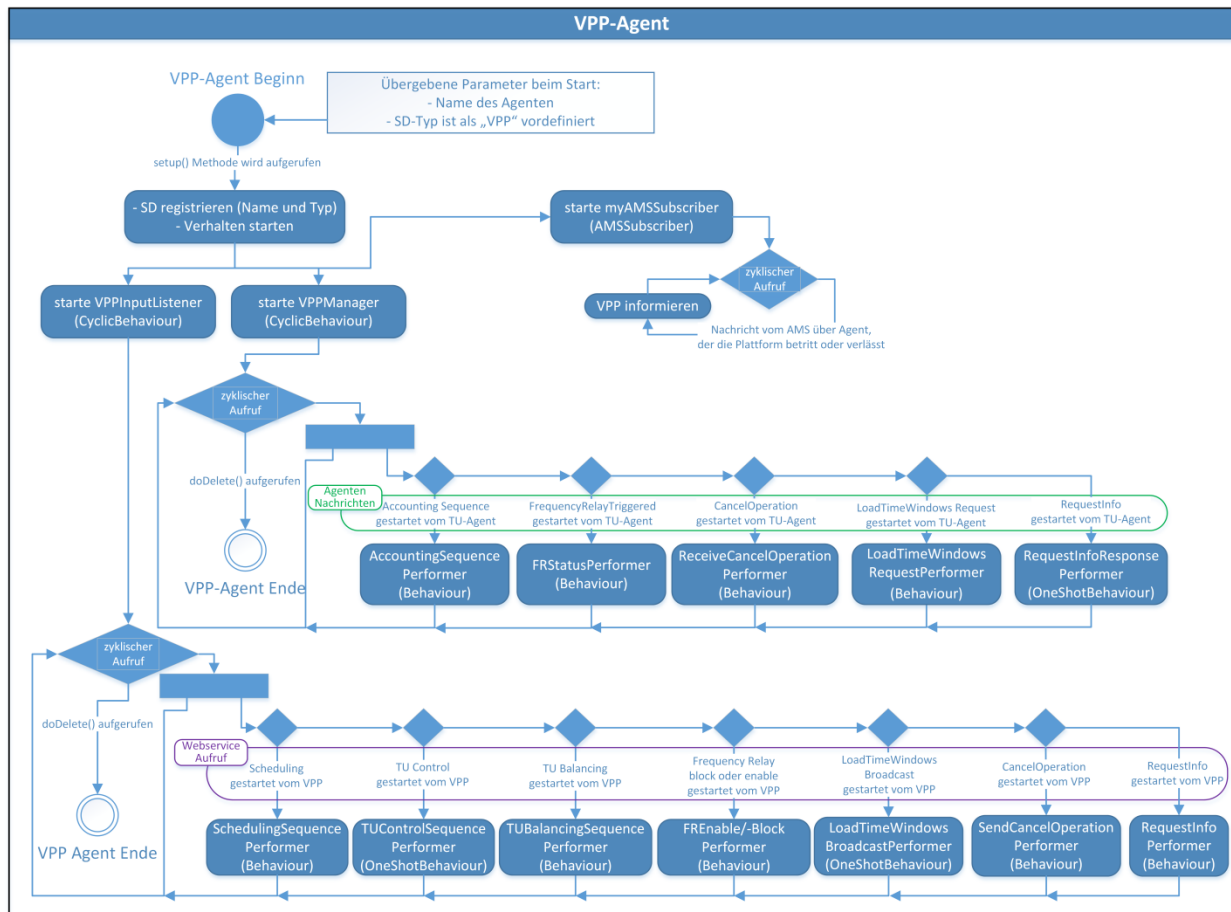 VPP-Agent
VPP-Agent Beginn
Übergebene Parameter beim Start:
- Name des Agenten
- SD-Typ ist als „VPP“ vordefiniert
setup() Methode wird aufgerufen
- SD registrieren (Name und Typ)
- Verhalten starten
starte myAMSSubscriber
(AMSSubscriber)
zyklischer
Aufruf
VPP informieren
Nachricht vom AMS über Agent,
der die Plattform betritt oder verlässt
starte VPPInputListener
(CyclicBehaviour)
starte VPPManager
(CyclicBehaviour)
zyklischer
Aufruf
doDelete() aufgerufen
VPP-Agent Ende
Agenten
Nachrichten
Accounting Sequence
gestartet vom TU-Agent
FrequencyRelayTriggered
gestartet vom TU-Agent
CancelOperation
gestartet vom TU-Agent
LoadTimeWindows Request
gestartet vom TU-Agent
RequestInfo
gestartet vom TU-Agent
AccountingSequence
Performer
(Behaviour)
FRStatusPerformer
(Behaviour)
ReceiveCancelOperation
Performer
(Behaviour)
LoadTimeWindows
RequestPerformer
(Behaviour)
RequestInfoResponse
Performer
(OneShotBehaviour)
zyklischer
Aufruf
doDelete() aufgerufen
VPP Agent Ende
Webservice
Aufruf
Scheduling
gestartet vom VPP
TU Control
gestartet vom VPP
TU Balancing
gestartet vom VPP
Frequency Relay
block oder enable
gestartet vom VPP
LoadTimeWindows
Broadcast
gestartet vom VPP
CancelOperation
gestartet vom VPP
RequestInfo
gestartet vom VPP
SchedulingSequence
Performer
(Behaviour)
TUControlSequence
Performer
(OneShotBehaviour)
TUBalancingSequence
Performer
(Behaviour)
FREnable/-Block
Performer
(Behaviour)
LoadTimeWindows
BroadcastPerformer
(OneShotBehaviour)
SendCancelOperation
Performer
(Behaviour)
RequestInfo
Performer
(Behaviour)